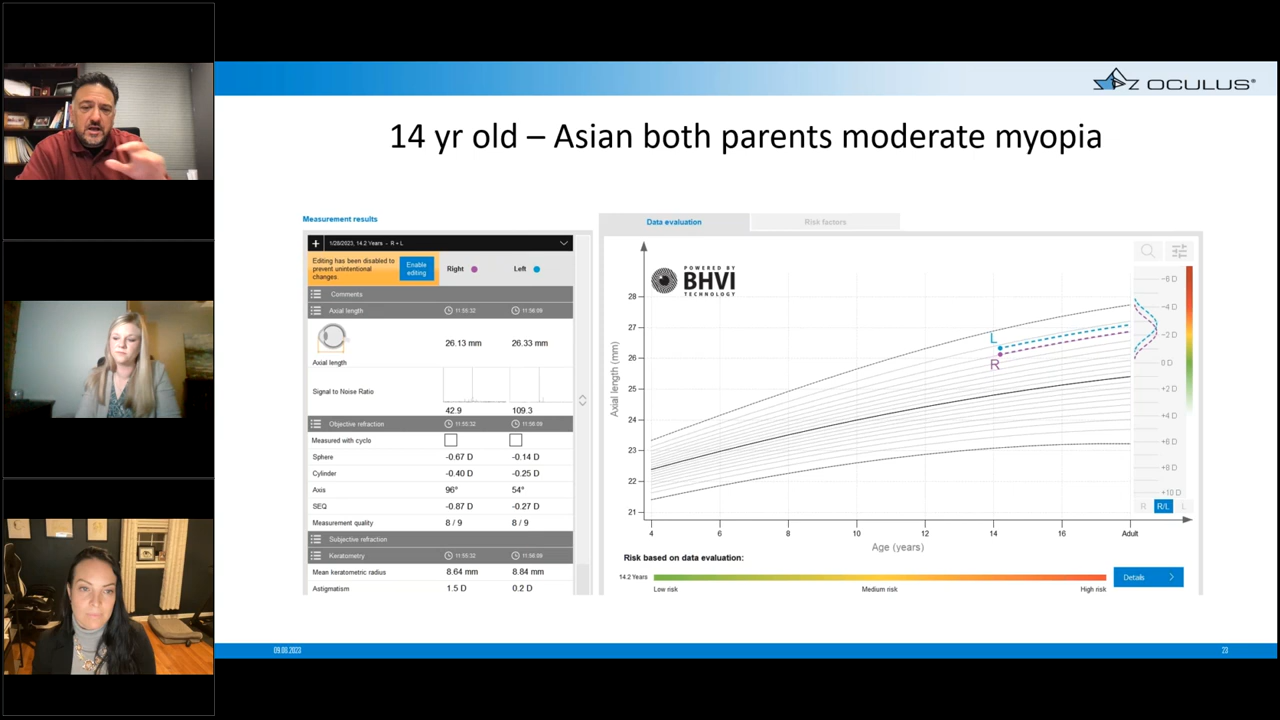 OCULUS®
14 yr old – Asian both parents moderate myopia
Measurement results
1/28/2023, 14.2 Years - R + L
Editing has been disabled to
prevent unintentional
changes
Enable
editing
Right
Left
Comments
Axial length 11:55:32 11:56:09
26.13 mm 26.33 mm
Axial length
Signal to Noise Ratio
42.9 109.3
Objective refraction 11:55:32 11:56:09
Measured with cyclo
Sphere -0.67 D -0.14 D
Cylinder -0.40 D -0.25 D
Axis 96° 54°
SEQ -0.87 D -0.27 D
Measurement quality 8 / 9 8 / 9
Subjective refraction
Keratometry 11:55:32 11:56:09
Mean keratometric radius 8.64 mm 8.84 mm
Astigmatism 1.5 D 0.2 D
Data evaluation
Risk factors
POWERED BY
BHVI
TECHNOLOGY
Axial length (mm)
28
27
26
25
24
23
22
21
L
R
-6 D
-4 D
-2 D
0 D
+2 D
+4 D
+6 D
+8 D
+10 D
R R/L L
4 6 8 10 12 14 16 Adult
Age (years)
Risk based on data evaluation:
14.2 Years
Low risk Medium risk High risk
Details
09.08.2023
23